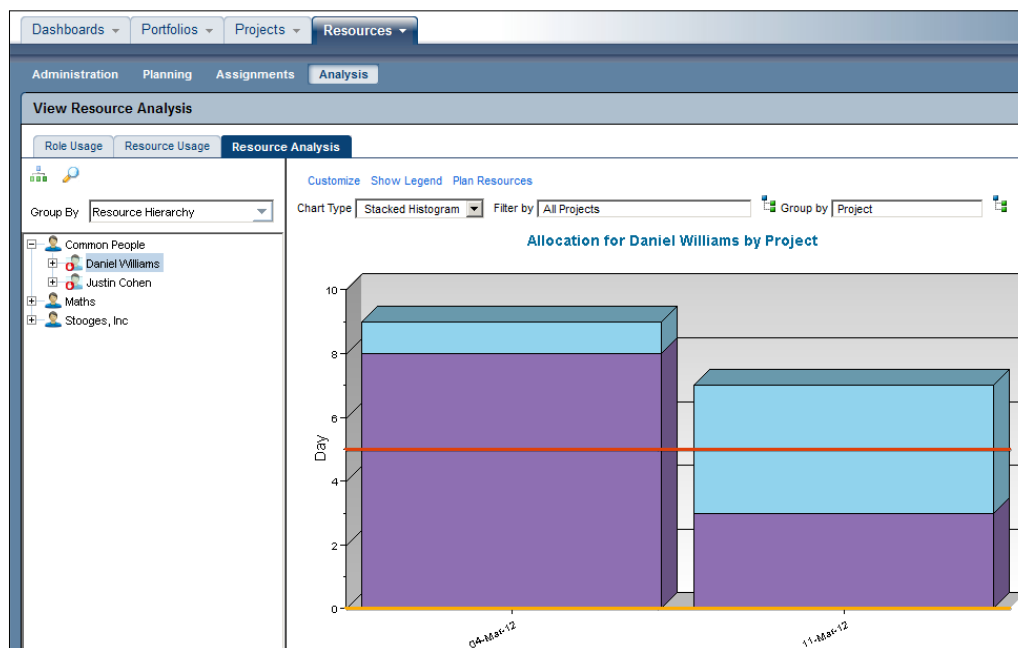 Dashboards Portfolios Projects Resources
Administration Planning Assignments Analysis
View Resource Analysis
Role Usage Resource Usage Resource Analysis
Customize Show Legend Plan Resources
Group By Resource Hierarchy
Chart Type Stacked Histogram Filter by All Projects Group by Project
Common People
Daniel Williams
Justin Cohen
Maths
Stooges, Inc
Allocation for Daniel Williams by Project
10
8
6
4
2
0
Day
04-Mar-12 11-Mar-12